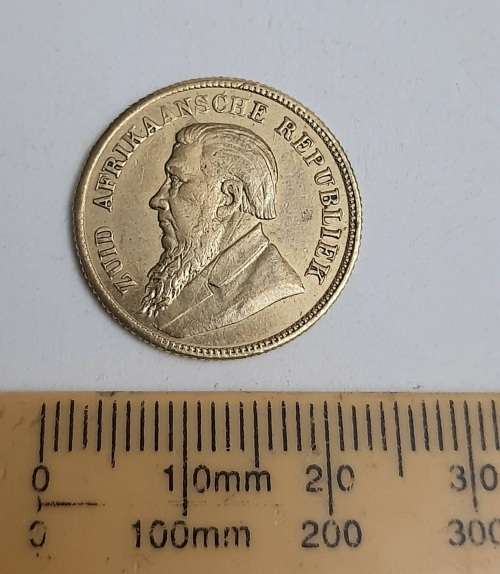 ZUID AFRIKAANSCHE REPUBLIEK
0 10mm 20 30
0 100mm 200 300